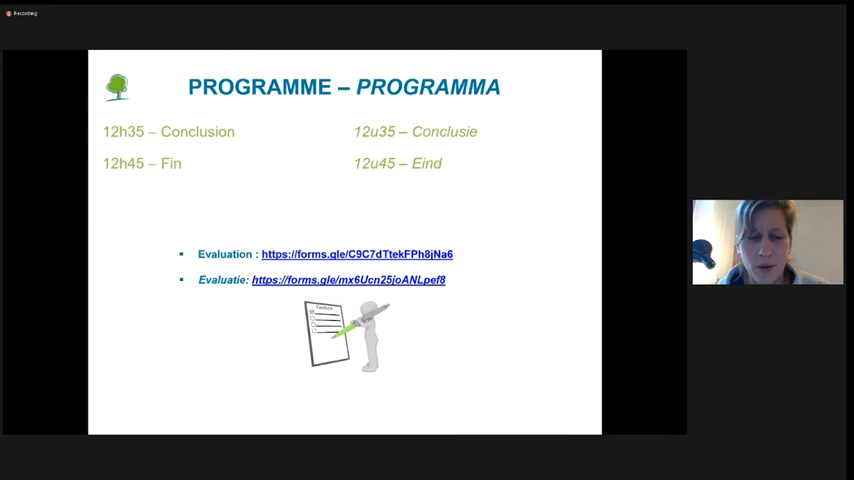 Recording
PROGRAMME – PROGRAMMA
12h35 – Conclusion
12u35 – Conclusie
12h45 – Fin
12u45 – Eind
Evaluation : https://forms.gle/C9C7dTtekFPh8jNa6
Evaluatie: https://forms.gle/mx6Ucn25joANLpef8
Feedback